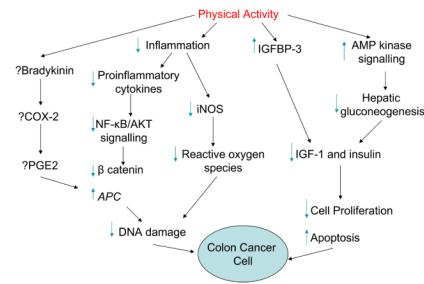 Physical Activity
Inflammation
IGFBP-3
AMP kinase
signalling
?Bradykinin
Proinflammatory
cytokines
iNOS
Hepatic
gluconeogenesis
?COX-2
NF-κB/AKT
signalling
?PGE2
β catenin
Reactive oxygen
species
IGF-1 and insulin
APC
Cell Proliferation
DNA damage
Apoptosis
Colon Cancer
Cell